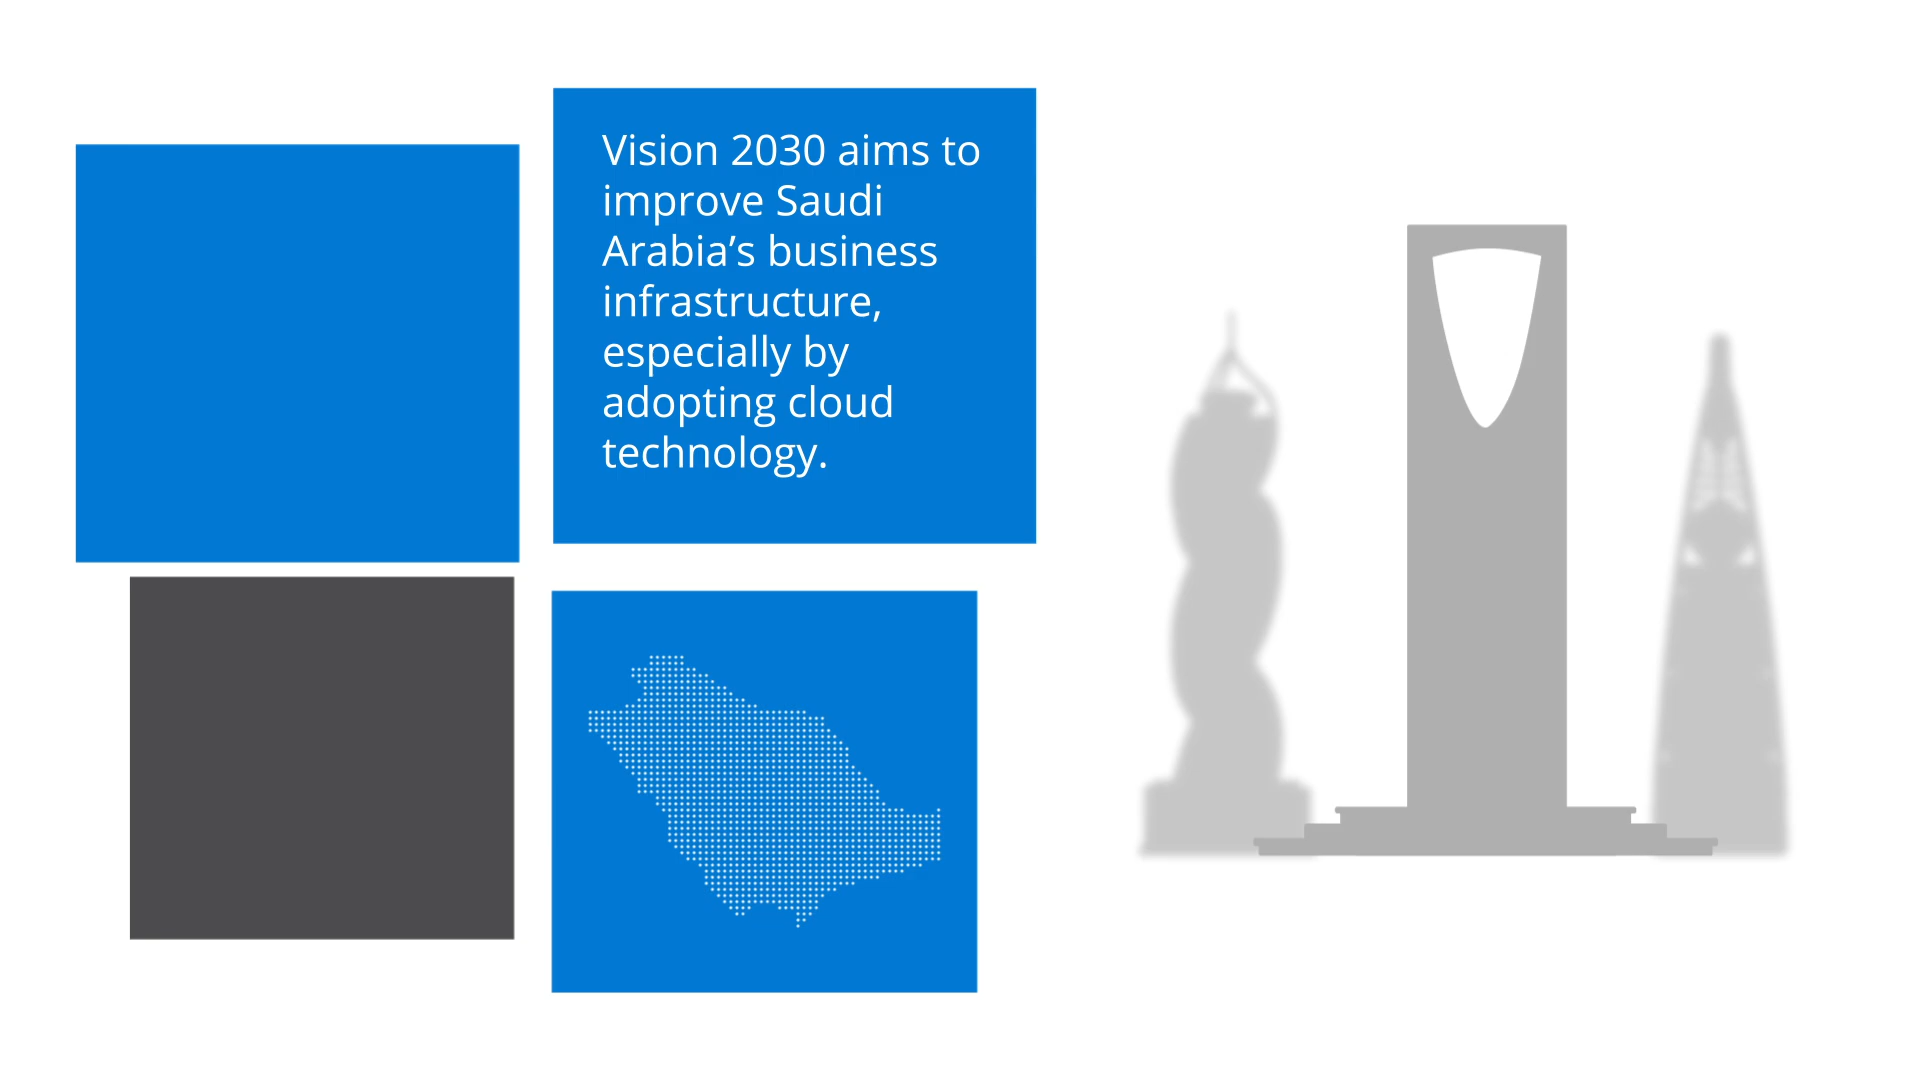 Vision 2030 aims to
improve Saudi
Arabia’s business
infrastructure,
especially by
adopting cloud
technology.